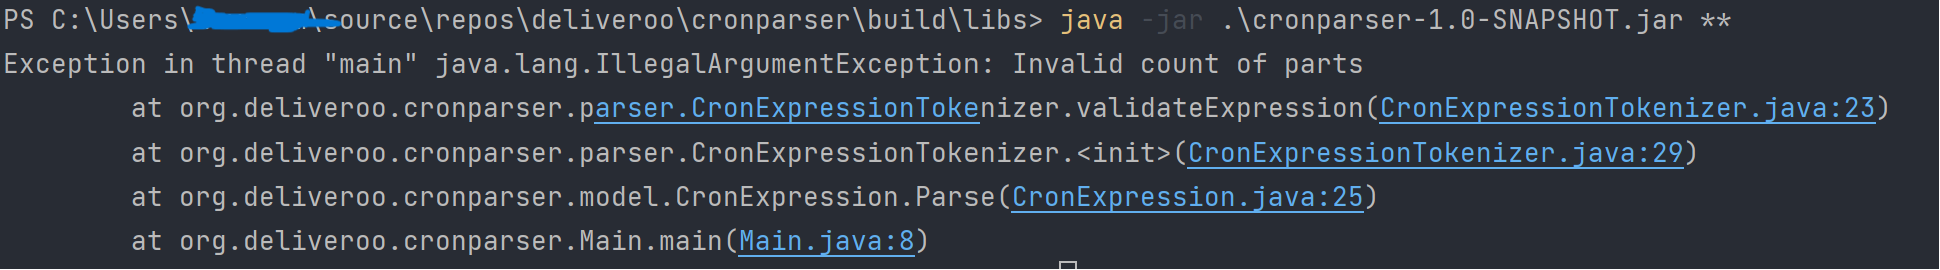 PS C:\Users\\source\repos\deliveroo\cronparser\build\libs> java -jar .\cronparser-1.0-SNAPSHOT.jar **
Exception in thread "main" java.lang.IllegalArgumentException: Invalid count of parts
at org.deliveroo.cronparser.parser.CronExpressionTokenizer.validateExpression(CronExpressionTokenizer.java:23)
at org.deliveroo.cronparser.parser.CronExpressionTokenizer.<init>(CronExpressionTokenizer.java:29)
at org.deliveroo.cronparser.model.CronExpression.Parse(CronExpression.java:25)
at org.deliveroo.cronparser.Main.main(Main.java:8)